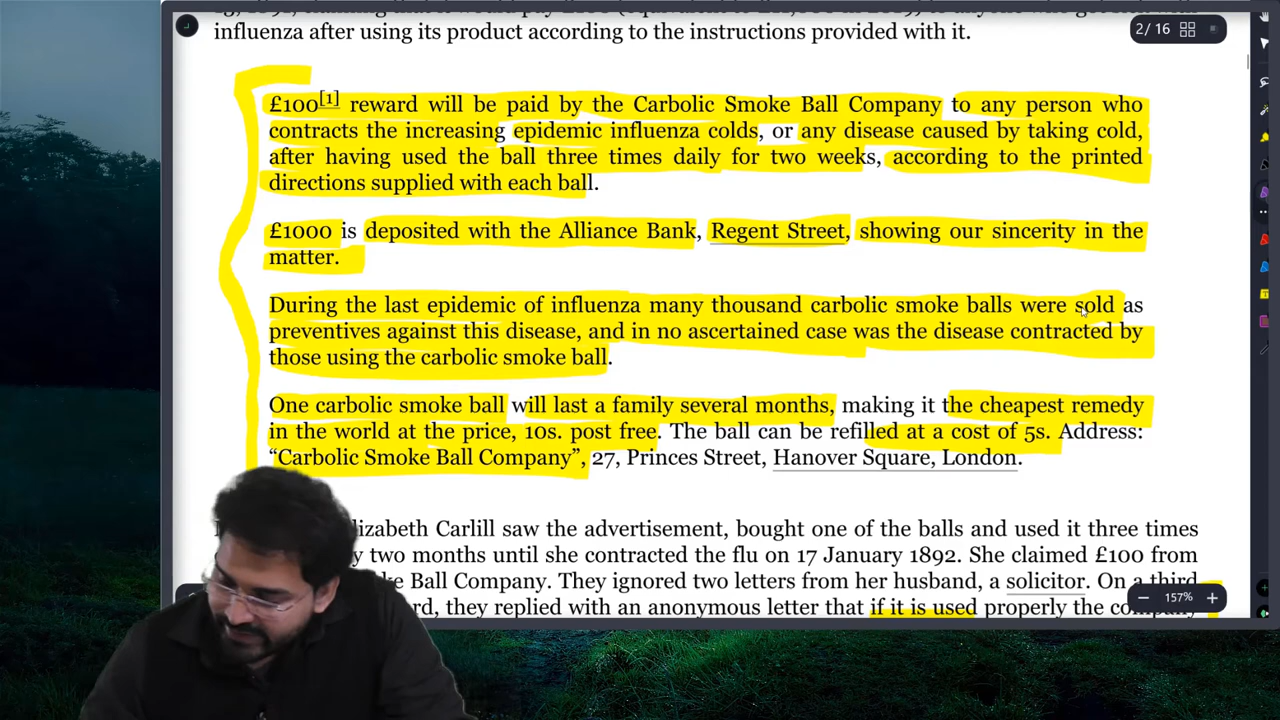 influenza after using its product according to the instructions provided with it.
2/ 16
£100[1] reward will be paid by the Carbolic Smoke Ball Company to any person who
contracts the increasing epidemic influenza colds, or any disease caused by taking cold,
after having used the ball three times daily for two weeks, according to the printed
directions supplied with each ball.
£1000 is deposited with the Alliance Bank, Regent Street, showing our sincerity in the
matter.
During the last epidemic of influenza many thousand carbolic smoke balls were sold as
preventives against this disease, and in no ascertained case was the disease contracted by
those using the carbolic smoke ball.
One carbolic smoke ball will last a family several months, making it the cheapest remedy
in the world at the price, 10s. post free. The ball can be refilled at a cost of 5s. Address:
“Carbolic Smoke Ball Company”, 27, Princes Street, Hanover Square, London.
Carlill saw the advertisement, bought one of the balls and used it three times
two months until she contracted the flu on 17 January 1892. She claimed £100 from
Ball Company. They ignored two letters from her husband, a solicitor. On a third
they replied with an anonymous letter that if it is used properly the company
157%